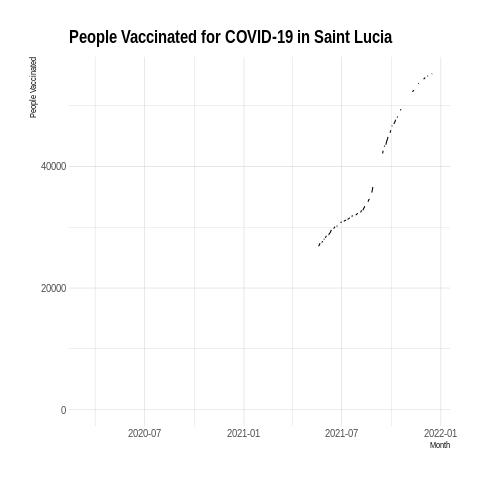 People Vaccinated for COVID-19 in Saint Lucia
People Vaccinated
40000
20000
0
2020-07
2021-01
2021-07
2022-01
Month